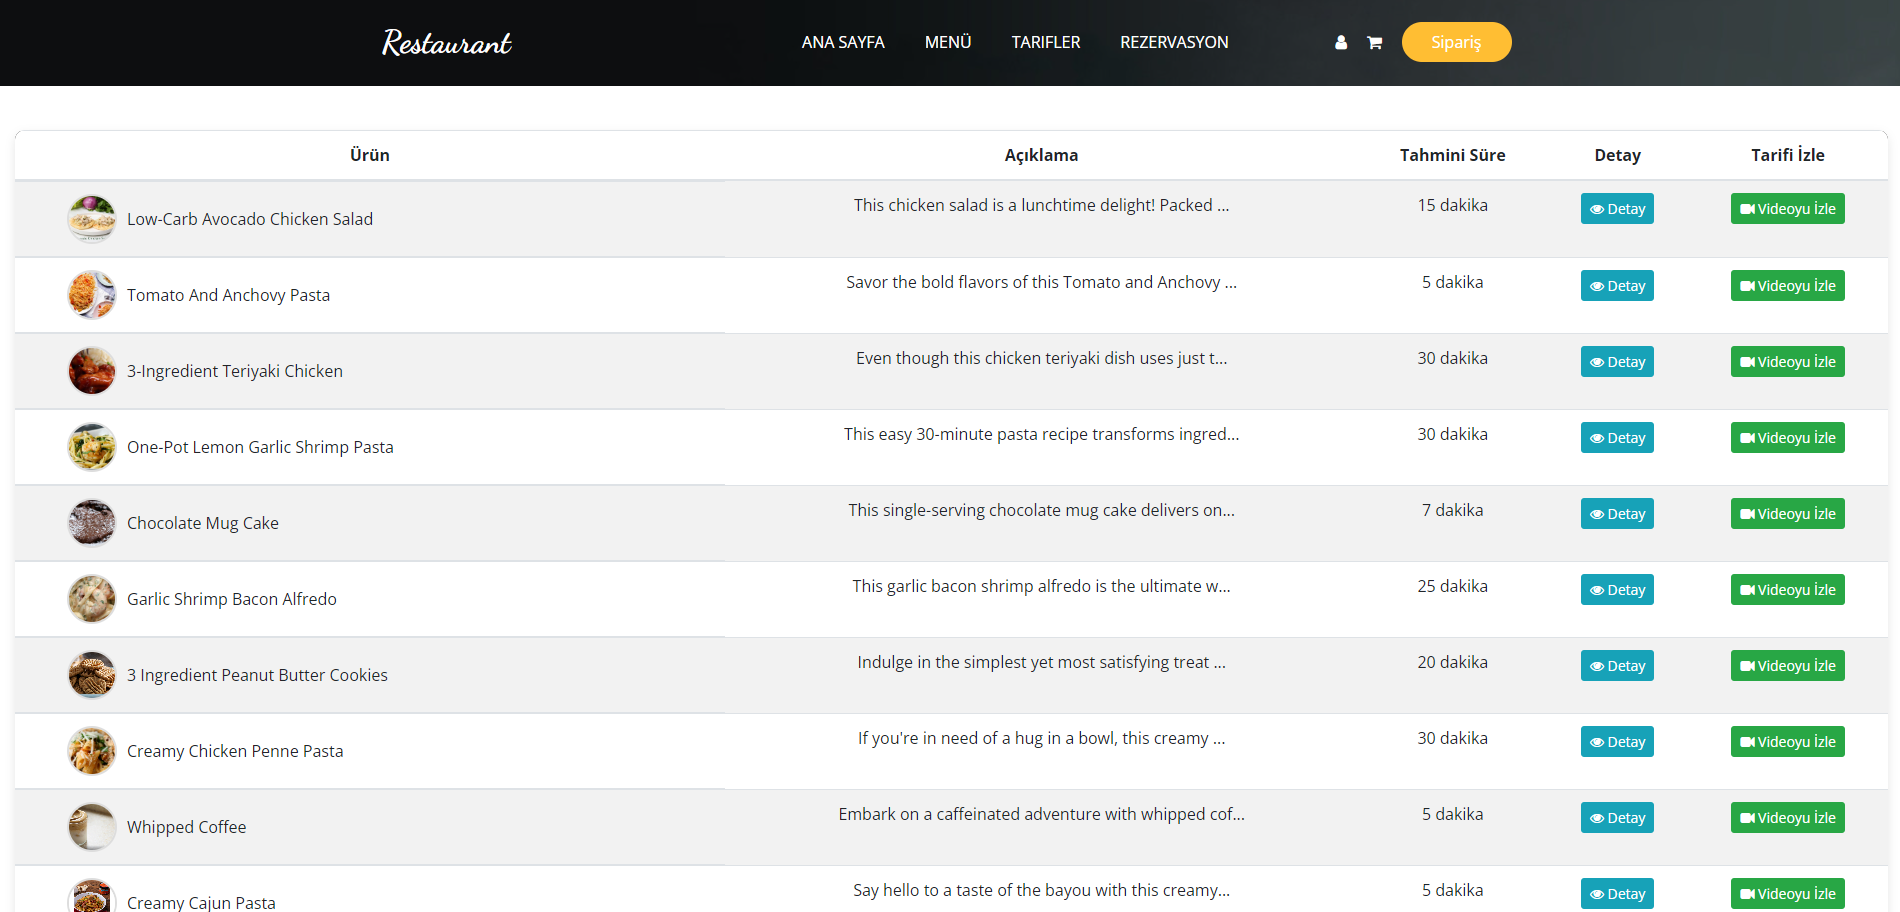 Restaurant
ANA SAYFA MENÜ TARIFLER REZERVASYON Sipariş
Ürün Açıklama Tahmini Süre Detay Tarifi İzle
Low-Carb Avocado Chicken Salad This chicken salad is a lunchtime delight! Packed ... 15 dakika Detay Videoyu İzle
Tomato And Anchovy Pasta Savor the bold flavors of this Tomato and Anchovy ... 5 dakika Detay Videoyu İzle
3-Ingredient Teriyaki Chicken Even though this chicken teriyaki dish uses just t... 30 dakika Detay Videoyu İzle
One-Pot Lemon Garlic Shrimp Pasta This easy 30-minute pasta recipe transforms ingred... 30 dakika Detay Videoyu İzle
Chocolate Mug Cake This single-serving chocolate mug cake delivers on... 7 dakika Detay Videoyu İzle
Garlic Shrimp Bacon Alfredo This garlic bacon shrimp alfredo is the ultimate w... 25 dakika Detay Videoyu İzle
3 Ingredient Peanut Butter Cookies Indulge in the simplest yet most satisfying treat ... 20 dakika Detay Videoyu İzle
Creamy Chicken Penne Pasta If you're in need of a hug in a bowl, this creamy ... 30 dakika Detay Videoyu İzle
Whipped Coffee Embark on a caffeinated adventure with whipped cof... 5 dakika Detay Videoyu İzle
Creamy Cajun Pasta Say hello to a taste of the bayou with this creamy... 5 dakika Detay Videoyu İzle